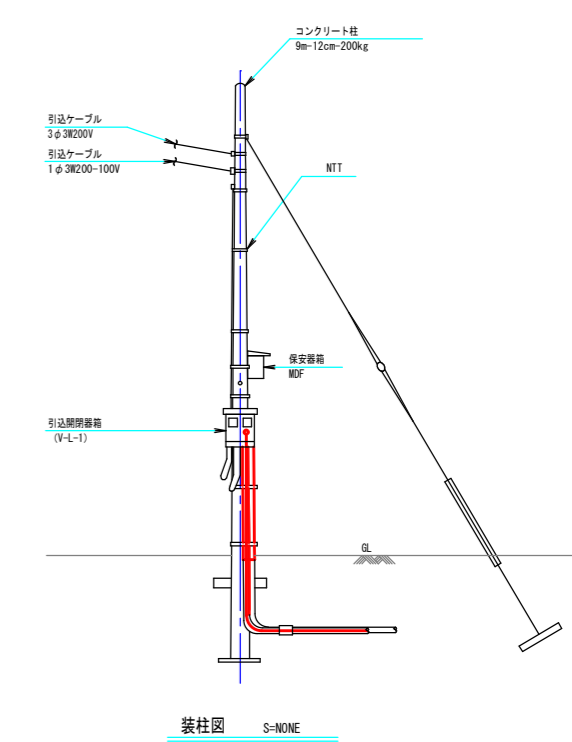 コンクリート柱
9m-12cm-200kg
引込ケーブル
3φ3W200V
引込ケーブル
1φ3W200-100V
NTT
保安器箱
MDF
引込開閉器箱
(V-L-1)
GL
装柱図 S=NONE